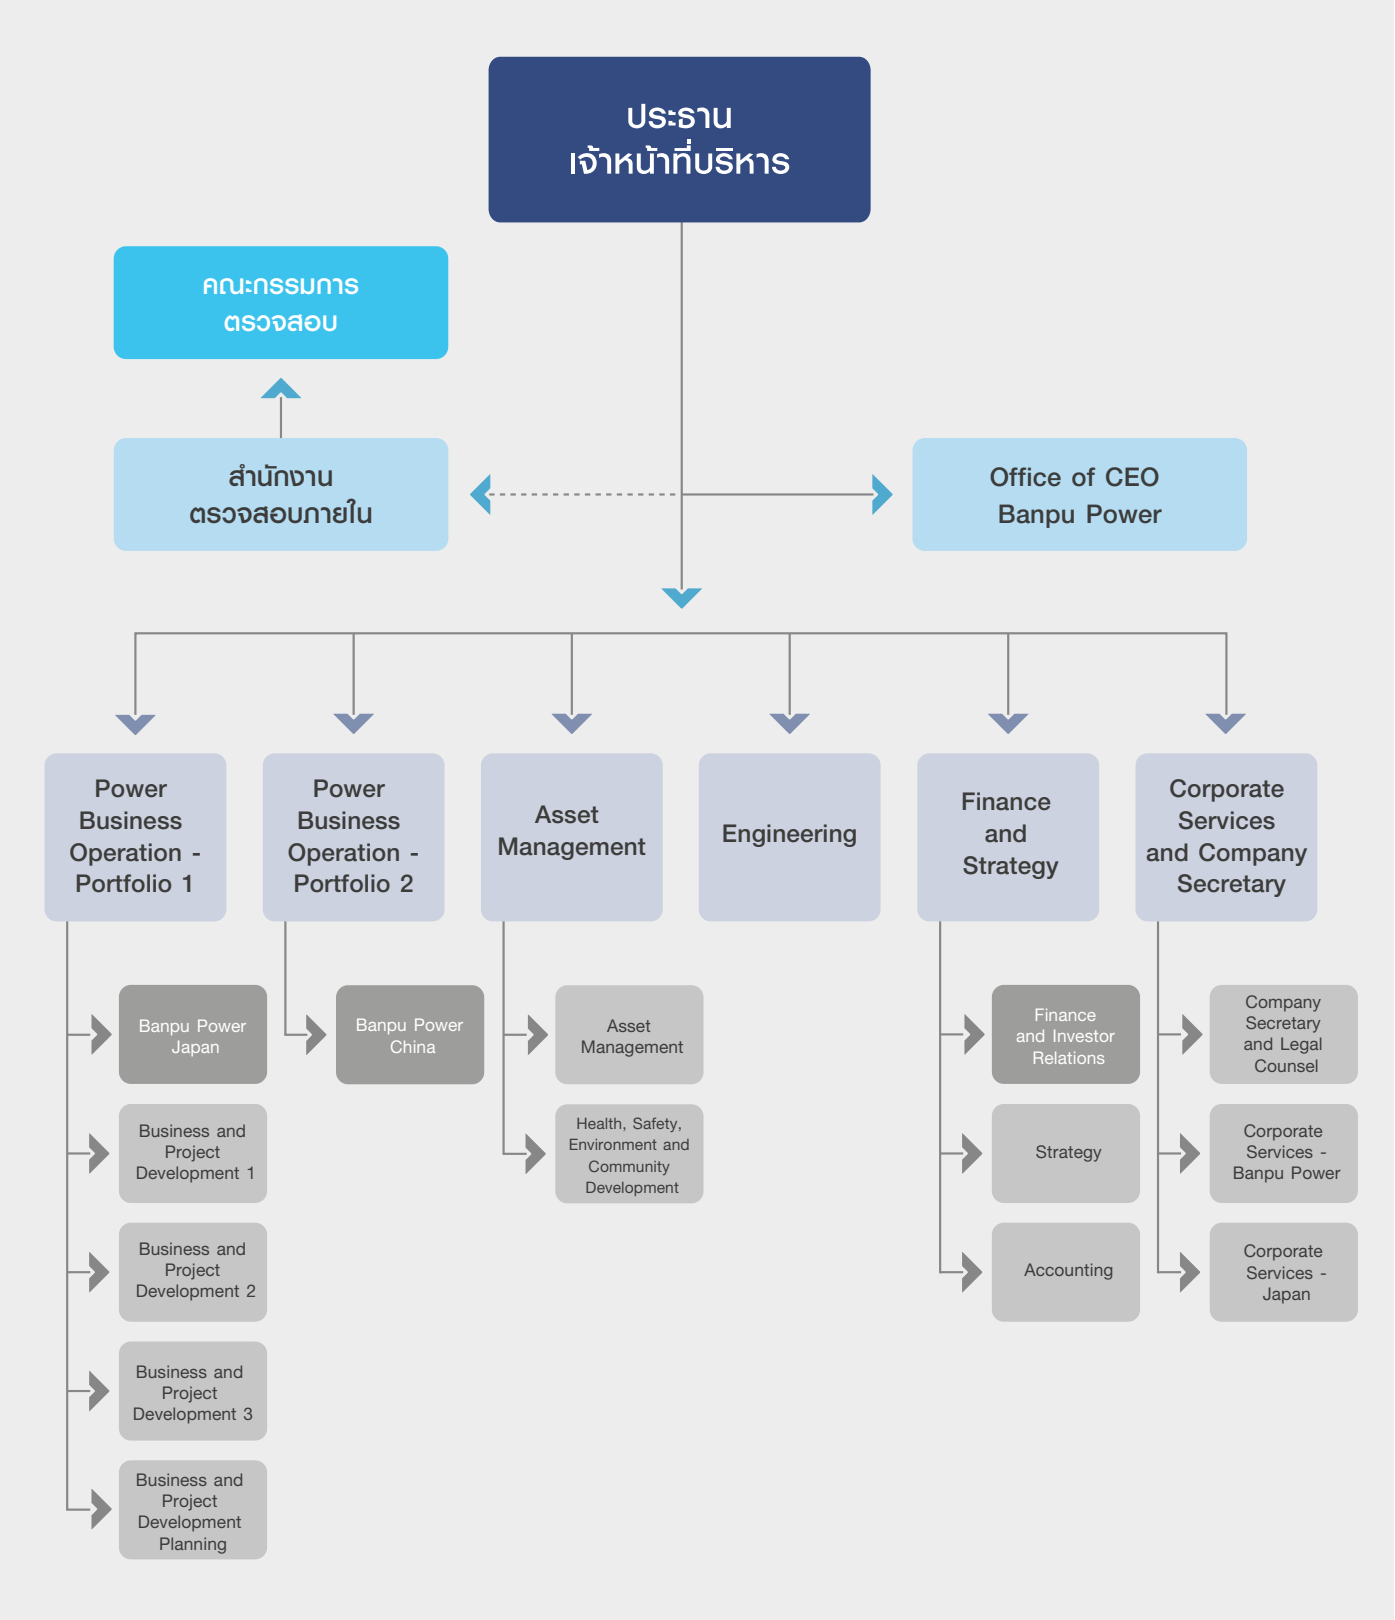 ประธาน
เจ้าหน้าที่บริหาร
คณะกรรมการ
ตรวจสอบ
สำนักงาน
ตรวจสอบภายใน
Office of CEO
Banpu Power
Power
Business
Operation -
Portfolio 1
Power
Business
Operation -
Portfolio 2
Asset
Management
Engineering
Finance
and
Strategy
Corporate
Services
and Company
Secretary
Banpu Power
Japan
Business and
Project
Development 1
Business and
Project
Development 2
Business and
Project
Development 3
Business and
Project
Development
Planning
Banpu Power
China
Asset
Management
Health, Safety,
Environment and
Community
Development
Finance
and Investor
Relations
Strategy
Accounting
Company
Secretary
and Legal
Counsel
Corporate
Services -
Banpu Power
Corporate
Services -
Japan